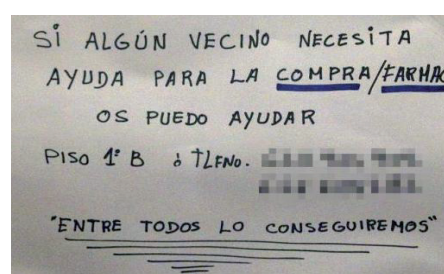 SI ALGÚN VECINO NECESITA
AYUDA PARA LA COMPRA/FARMAC
OS PUEDO AYUDAR
PISO 1º B ó TLFNO.
"ENTRE TODOS LO CONSEGUIREMOS"